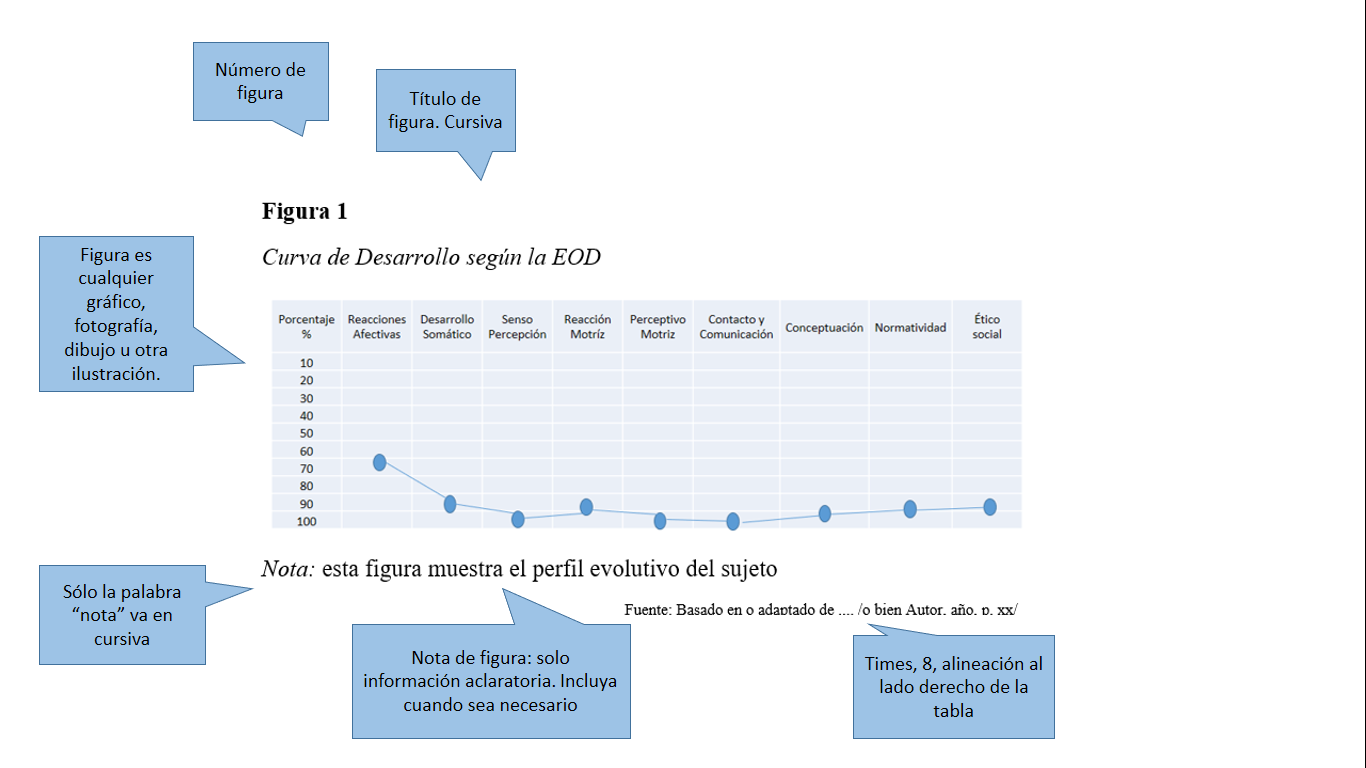 Número de
figura
Título de
figura. Cursiva
Figura 1
Curva de Desarrollo según la EOD
Figura es
cualquier
gráfico,
fotografía,
dibujo u otra
ilustración.
Porcentaje
%
Reacciones
Afectivas
Desarrollo
Somático
Senso
Percepción
Reacción
Motríz
Perceptivo
Motriz
Contacto y
Comunicación
Conceptuación
Normatividad
Ético
social
10
20
30
40
50
60
70
80
90
100
Nota: esta figura muestra el perfil evolutivo del sujeto
Fuente: Basado en o adaptado de .... /o bien Autor, año, p. xx/
Sólo la palabra
“nota” va en
cursiva
Nota de figura: solo
información aclaratoria. Incluya
cuando sea necesario
Times, 8, alineación al
lado derecho de la
tabla